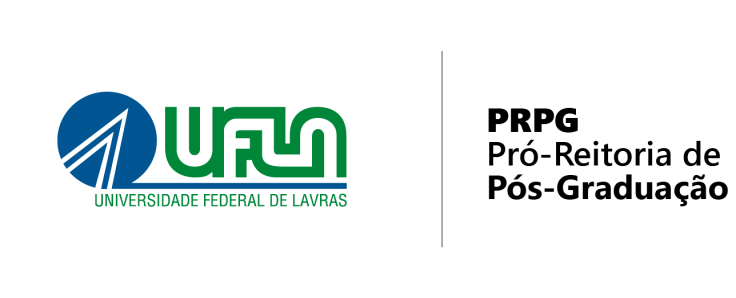 UFLA
UNIVERSIDADE FEDERAL DE LAVRAS
PRPG
Pró-Reitoria de
Pós-Graduação